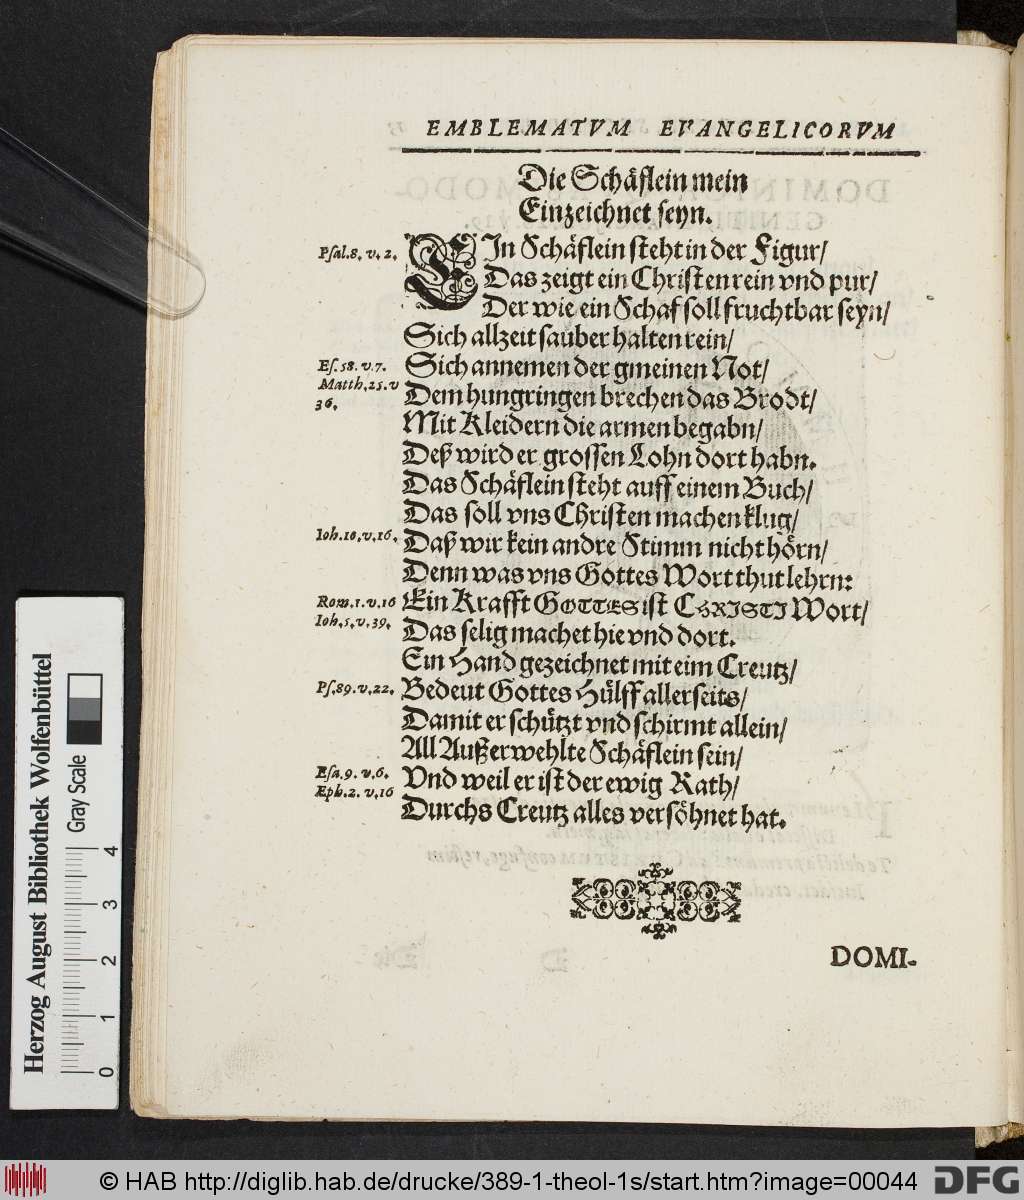 EMBLEMATVM EVANGELICORVM
Die Schäflein mein
Einzeichnet seyn.
Psal.8. v. 2.
EIn Schäflein steht in der Figur/
Das zeigt ein Christen rein vnd pur/
Der wie ein Schaf soll fruchtbar seyn/
Sich allzeit sauber halten rein/
Es. 58. v. 7.
Sich annemen der gmeinen Not/
Matth. 25. v
36.
Dem hungringen brechen das Brodt/
Mit Kleidern die armen begabn/
Deß wird er grossen Lohn dort habn.
Das Schäflein steht auff einem Buch/
Das soll vns Christen machen klug/
Ioh. 10. v. 16.
Daß wir kein andre Stimm nicht hörn/
Denn was vns Gottes Wort thut lehrn:
Rom. 1. v. 16
Ein Krafft GOTTES ist CHRISTI Wort/
Ioh. 5. v. 39.
Das selig machet hie vnd dort.
Ein Hand gezeichnet mit eim Creutz/
Ps. 89. v. 22.
Bedeut Gottes Hülff allerseits/
Damit er schützt vnd schirmt allein/
All Außerwehlte Schäflein sein/
Esa. 9. v. 6.
Vnd weil er ist der ewig Rath/
Æph. 2. v. 16
Durchs Creutz alles versöhnet hat.
DOMI-
Herzog August Bibliothek Wolfenbüttel
Gray Scale
0 1 2 3 4
© HAB http://diglib.hab.de/drucke/389-1-theol-1s/start.htm?image=00044
DFG